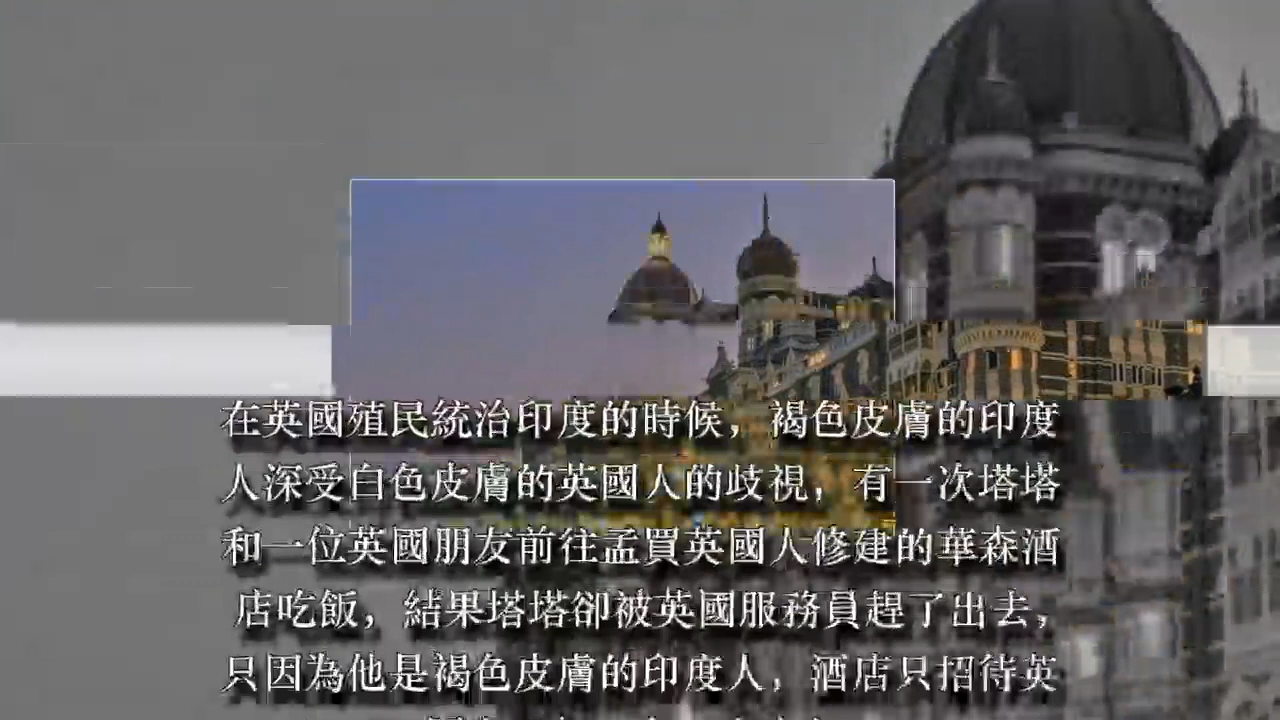 在英國殖民統治印度的時候，褐色皮膚的印度
人深受白色皮膚的英國人的歧視，有一次塔塔
和一位英國朋友前往孟買英國人修建的華森酒
店吃飯，結果塔塔卻被英國服務員趕了出去，
只因為他是褐色皮膚的印度人，酒店只招待英